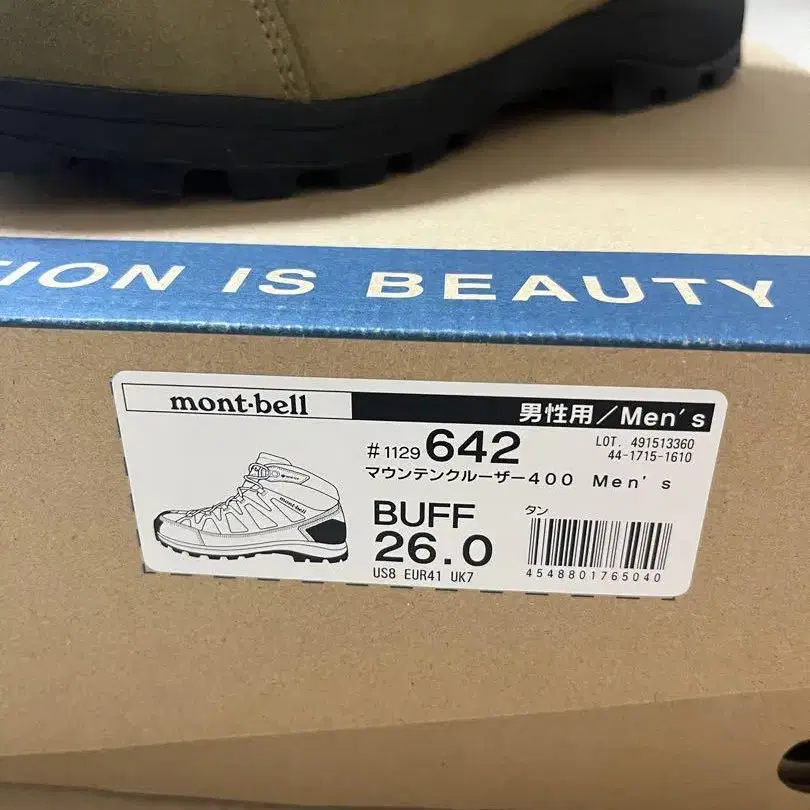 TION IS BEAUTY
mont·bell 男性用/Men's
#1129 642 LOT. 491513360
44-1715-1610
マウンテンクルーザー400 Men's
mont-bell
BUFF タン
26.0
US8 EUR41 UK7 4548801765040